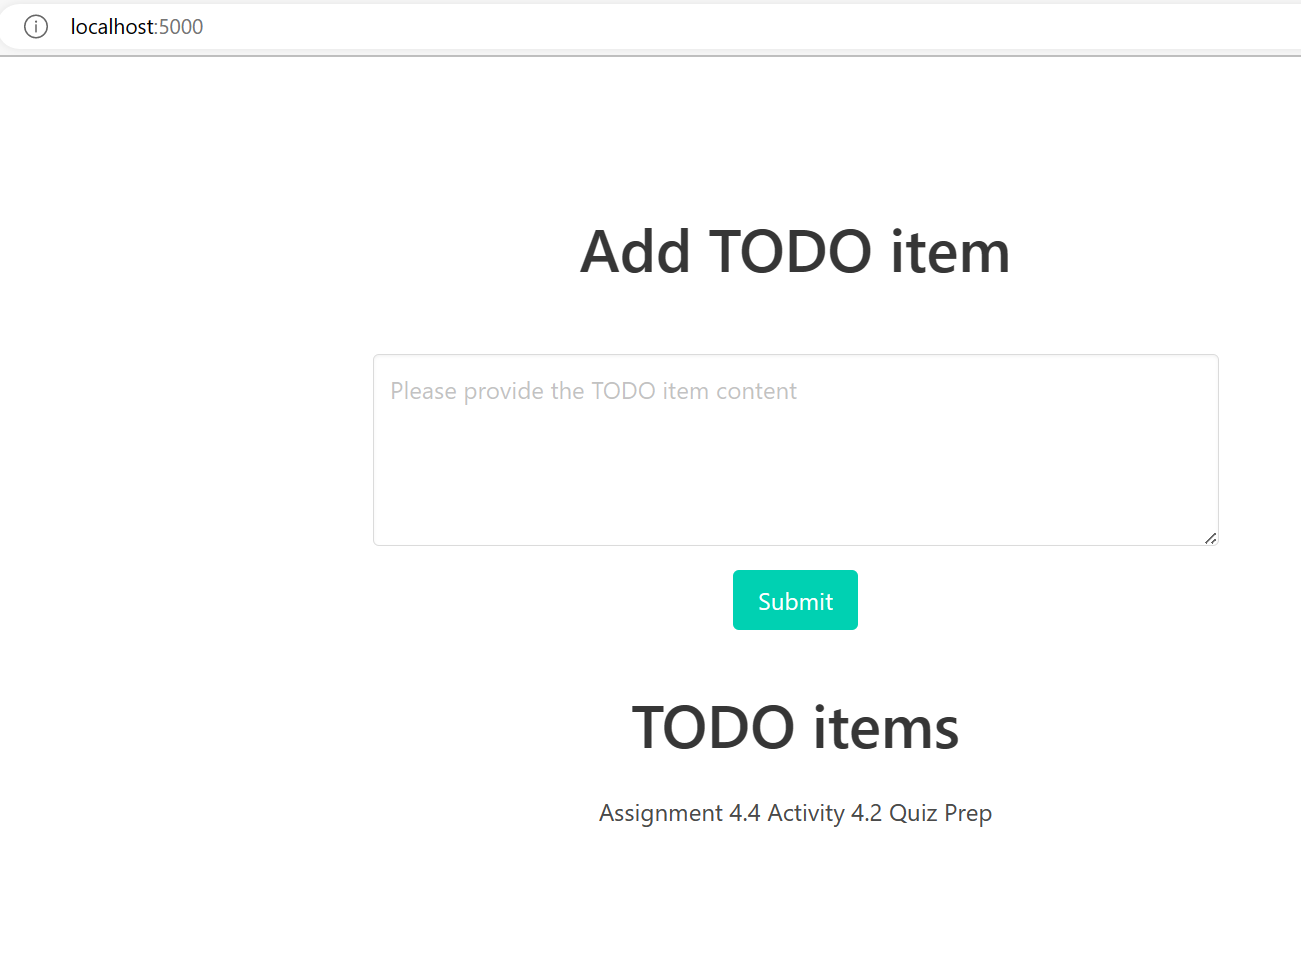 localhost:5000
Add TODO item
Please provide the TODO item content
Submit
TODO items
Assignment 4.4 Activity 4.2 Quiz Prep